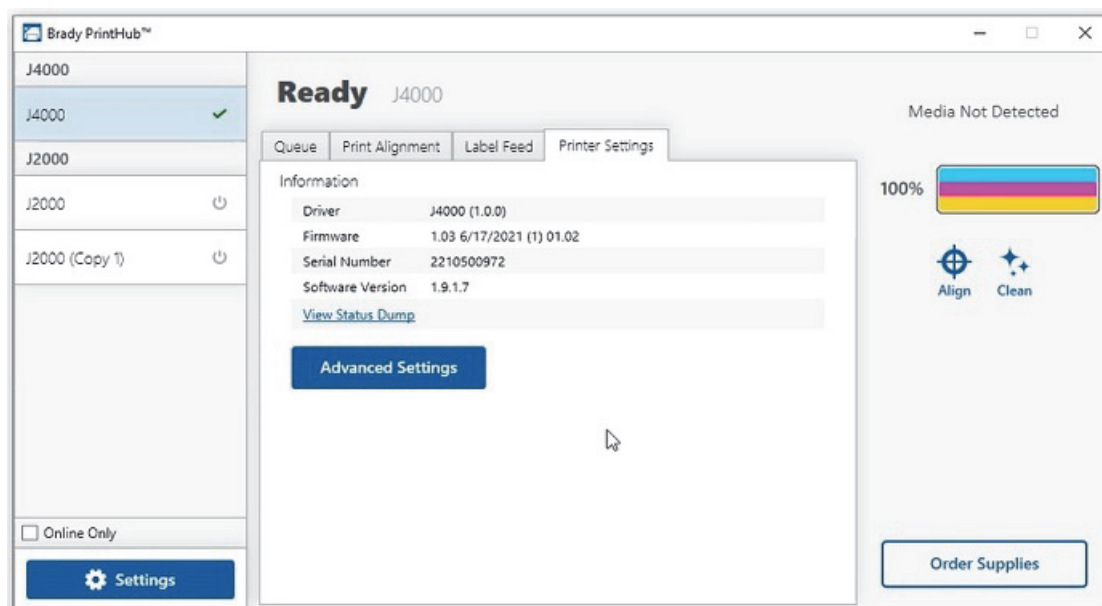 Brady PrintHub™
J4000
J4000
J2000
J2000
J2000 (Copy 1)
Online Only
Settings
Ready J4000
Queue Print Alignment Label Feed Printer Settings
Information
Driver J4000 (1.0.0)
Firmware 1.03 6/17/2021 (1) 01.02
Serial Number 2210500972
Software Version 1.9.1.7
View Status Dump
Advanced Settings
Media Not Detected
100%
Align Clean
Order Supplies